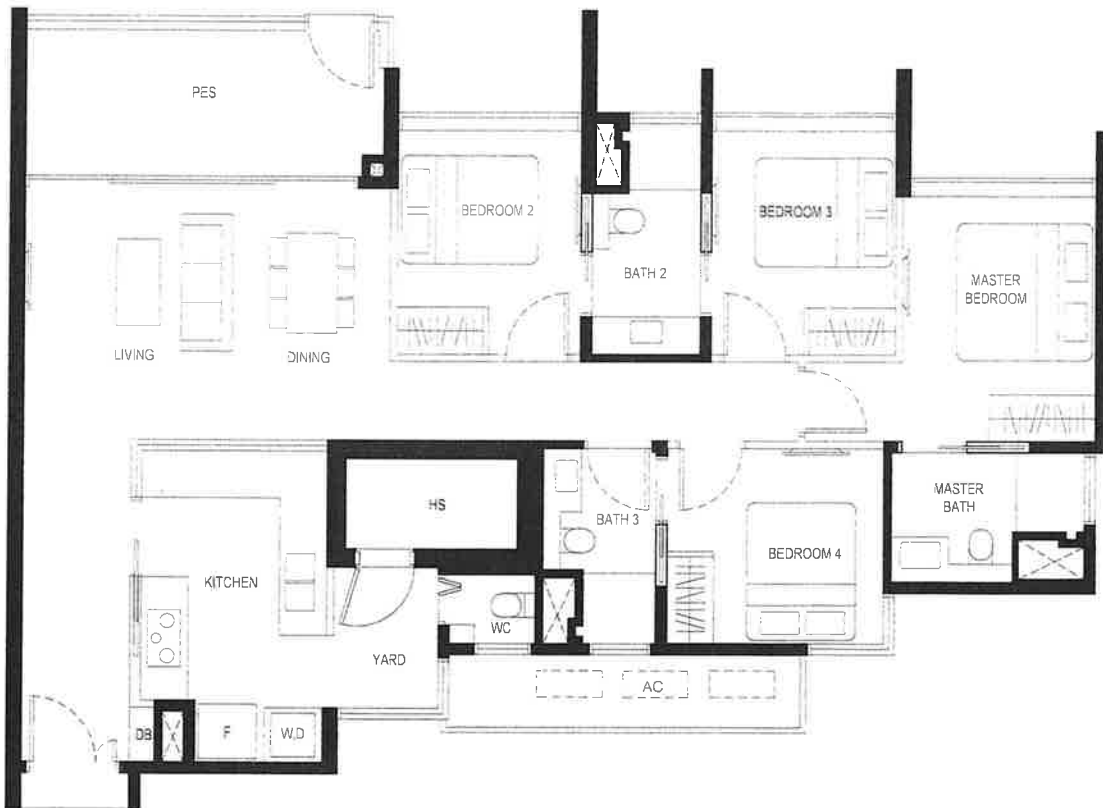 PES
BEDROOM 2
BEDROOM 3
BATH 2
MASTER
BEDROOM
LIVING
DINING
HS
BATH 3
MASTER
BATH
KITCHEN
BEDROOM 4
WC
YARD
AC
DB
F
W,D